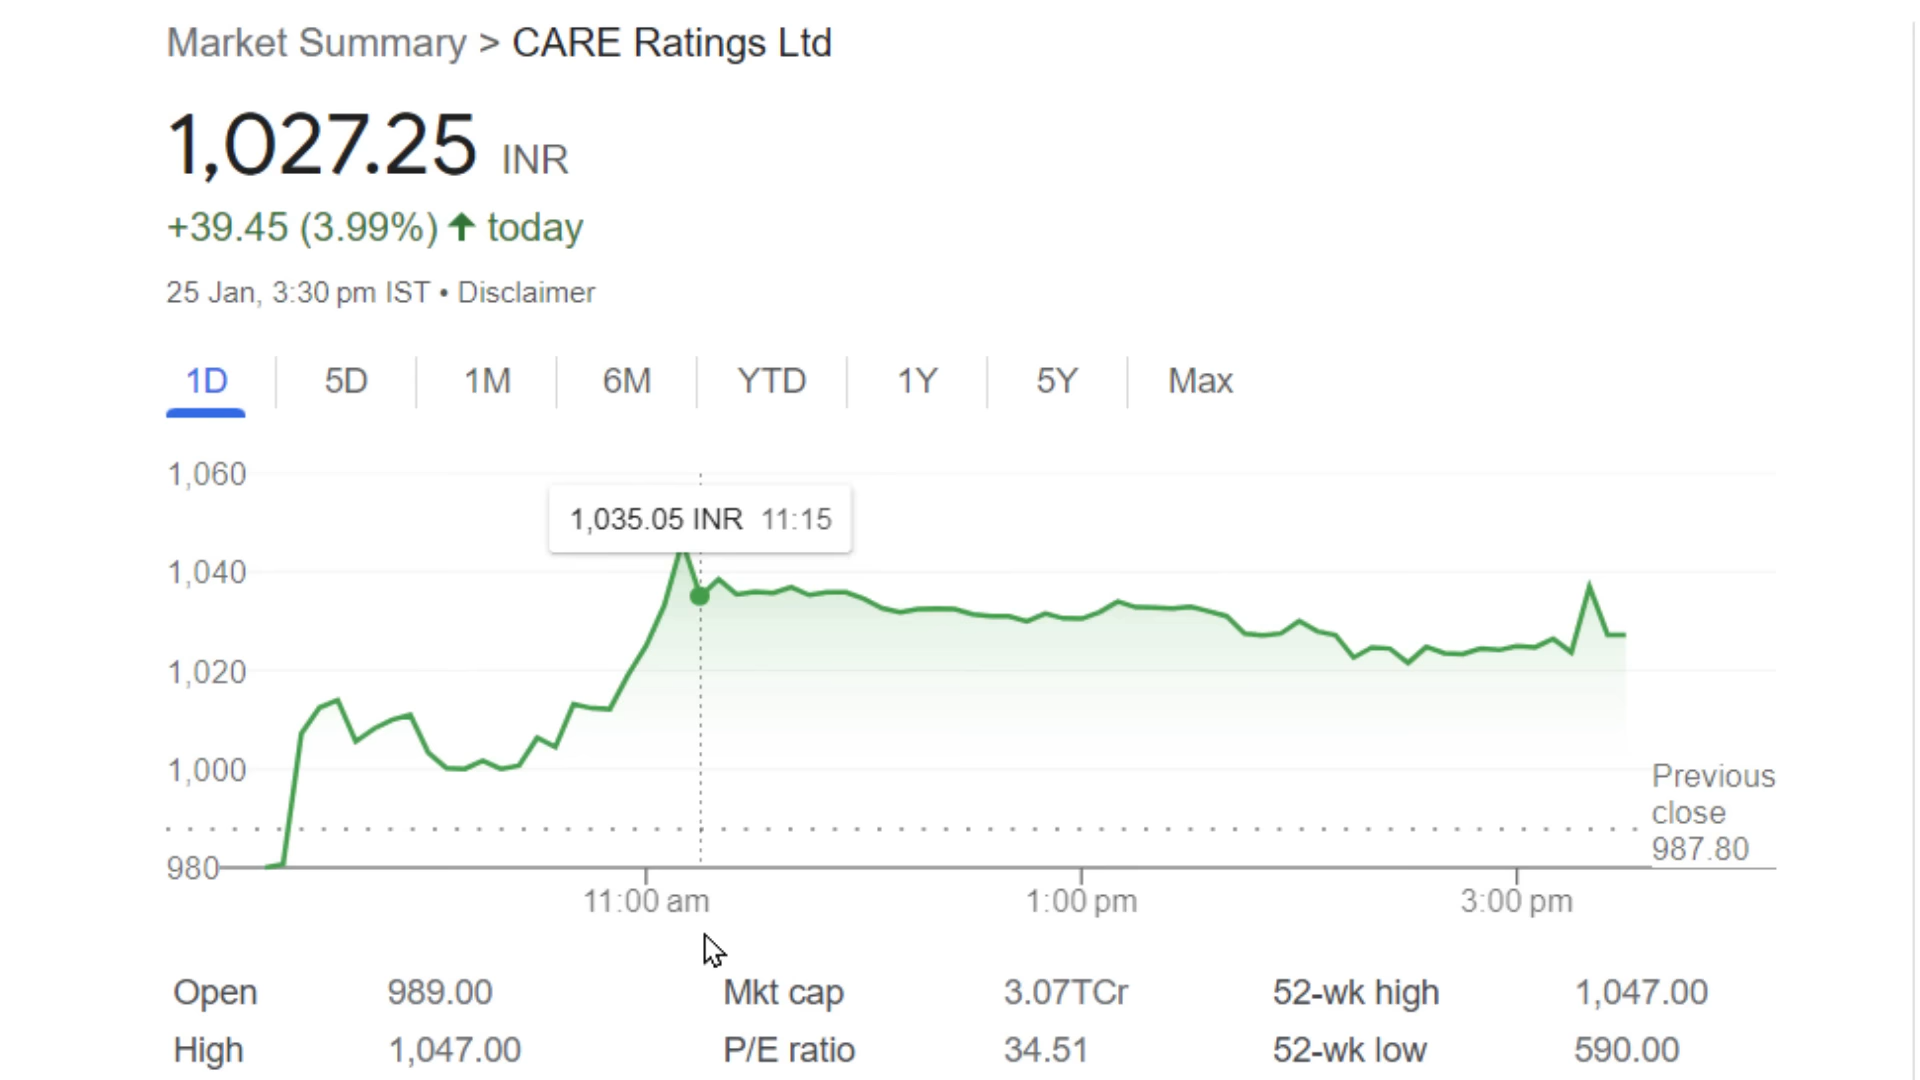 Market Summary > CARE Ratings Ltd
1,027.25 INR
+39.45 (3.99%) ↑ today
25 Jan, 3:30 pm IST • Disclaimer
1D 5D 1M 6M YTD 1Y 5Y Max
1,060
1,035.05 INR 11:15
1,040
1,020
1,000
Previous
close
987.80
980
11:00 am 1:00 pm 3:00 pm
Open 989.00 Mkt cap 3.07TCr 52-wk high 1,047.00
High 1,047.00 P/E ratio 34.51 52-wk low 590.00